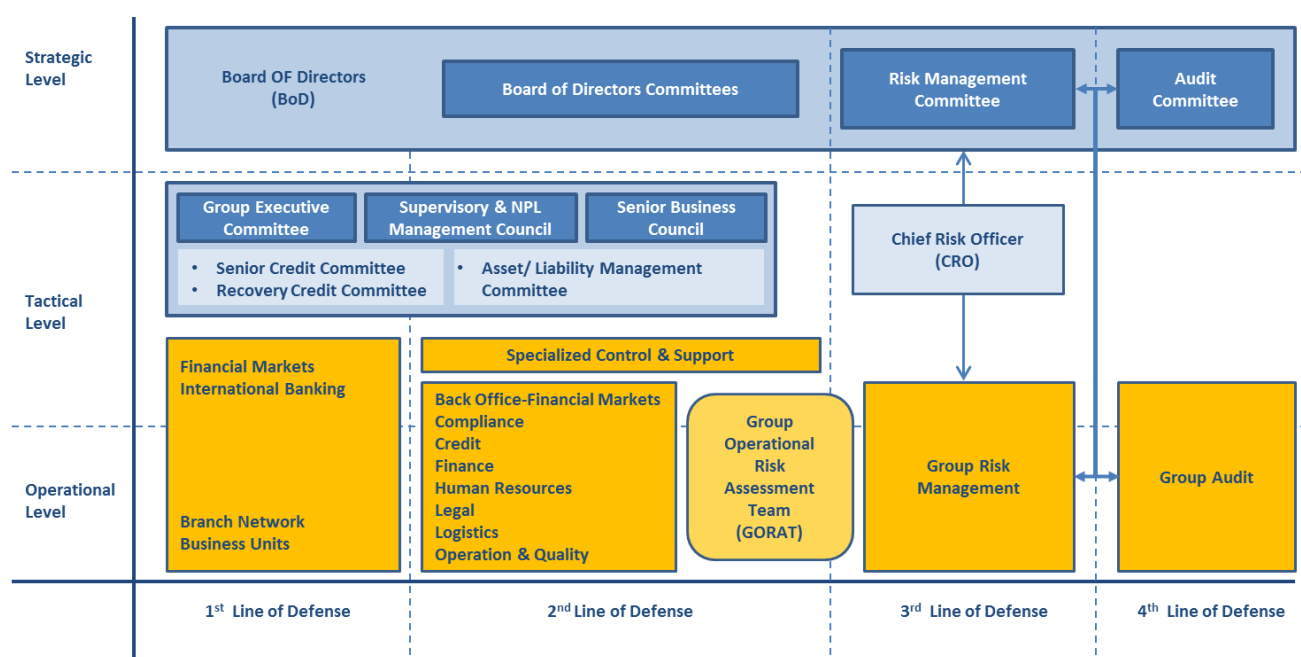 Strategic
Level
Board OF Directors
(BoD)
Board of Directors Committees
Risk Management
Committee
Audit
Committee
Tactical
Level
Group Executive
Committee
Supervisory & NPL
Management Council
Senior Business
Council
• Senior Credit Committee
• Recovery Credit Committee
• Asset/ Liability Management
Committee
Chief Risk Officer
(CRO)
Financial Markets
International Banking
Branch Network
Business Units
Specialized Control & Support
Back Office-Financial Markets
Compliance
Credit
Finance
Human Resources
Legal
Logistics
Operation & Quality
Group
Operational
Risk
Assessment
Team
(GORAT)
Group Risk
Management
Group Audit
Operational
Level
1st Line of Defense
2nd Line of Defense
3rd Line of Defense
4th Line of Defense